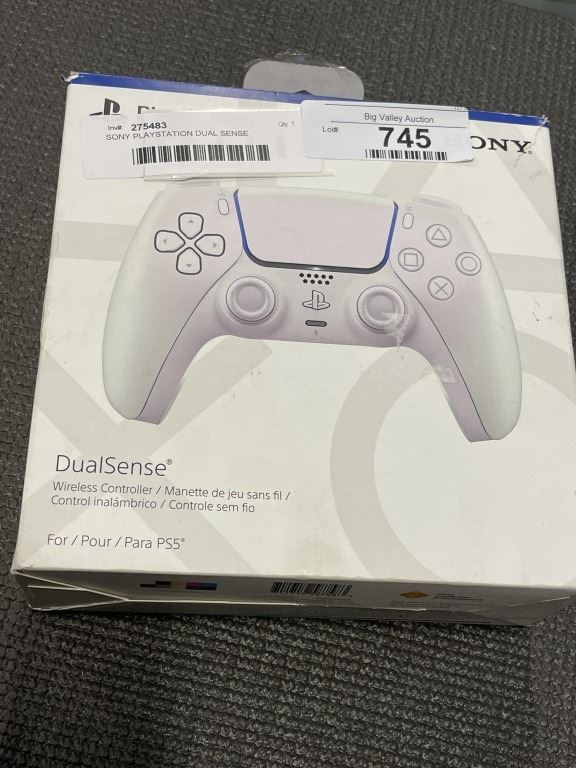 Inv#: 275483 Qty. 1
SONY PLAYSTATION DUAL SENSE
Big Valley Auction
Lot#: 745
DualSense®
Wireless Controller / Manette de jeu sans fil /
Control inalámbrico / Controle sem fio
For / Pour / Para PS5®